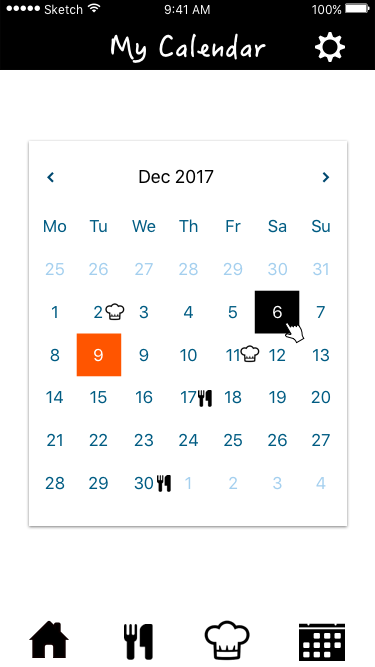 Sketch 9:41 AM 100%
My Calendar
Dec 2017
Mo Tu We Th Fr Sa Su
25 26 27 28 29 30 31
1 2 3 4 5 6 7
8 9 9 10 11 12 13
14 15 16 17 18 19 20
21 22 23 24 25 26 27
28 29 30 1 2 3 4